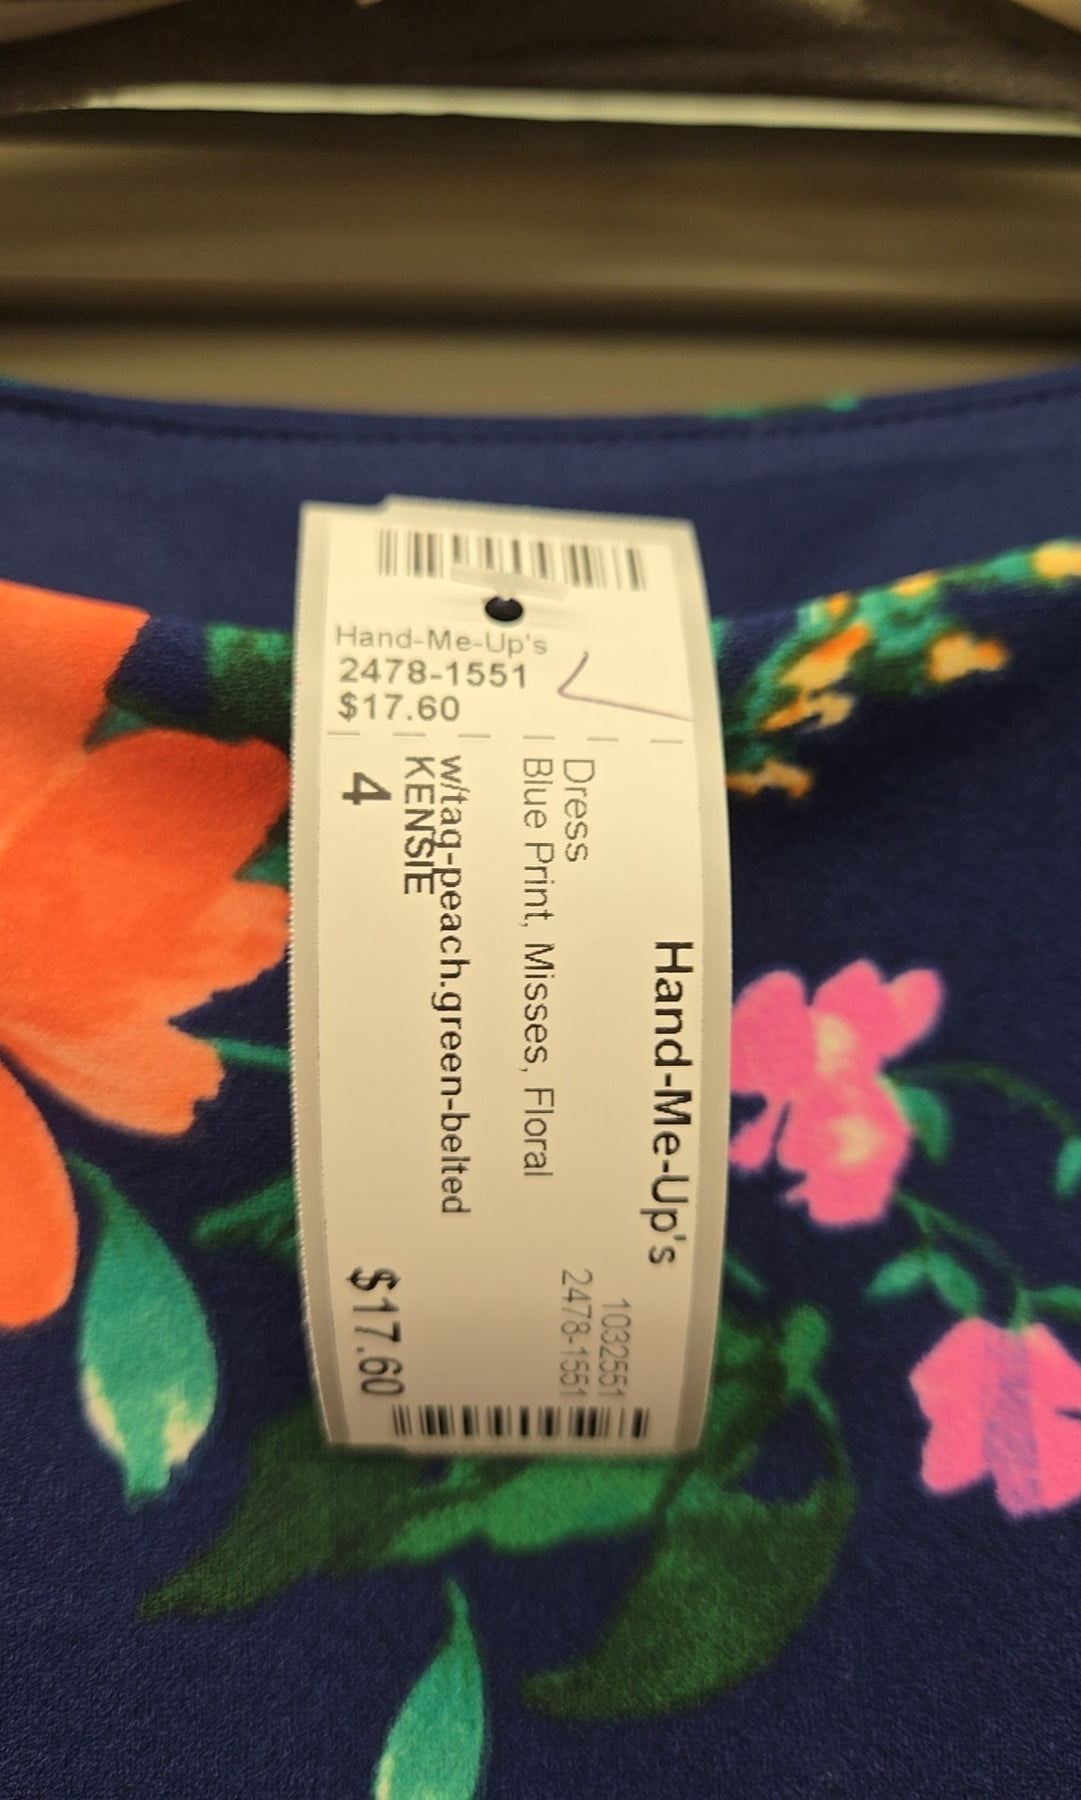 Hand-Me-Up's
2478-1551
$17.60
Hand-Me-Up's
1032551
2478-1551
Dress
Blue Print, Misses, Floral
w/tag-peach.green-belted
KENSIE
4
$17.60